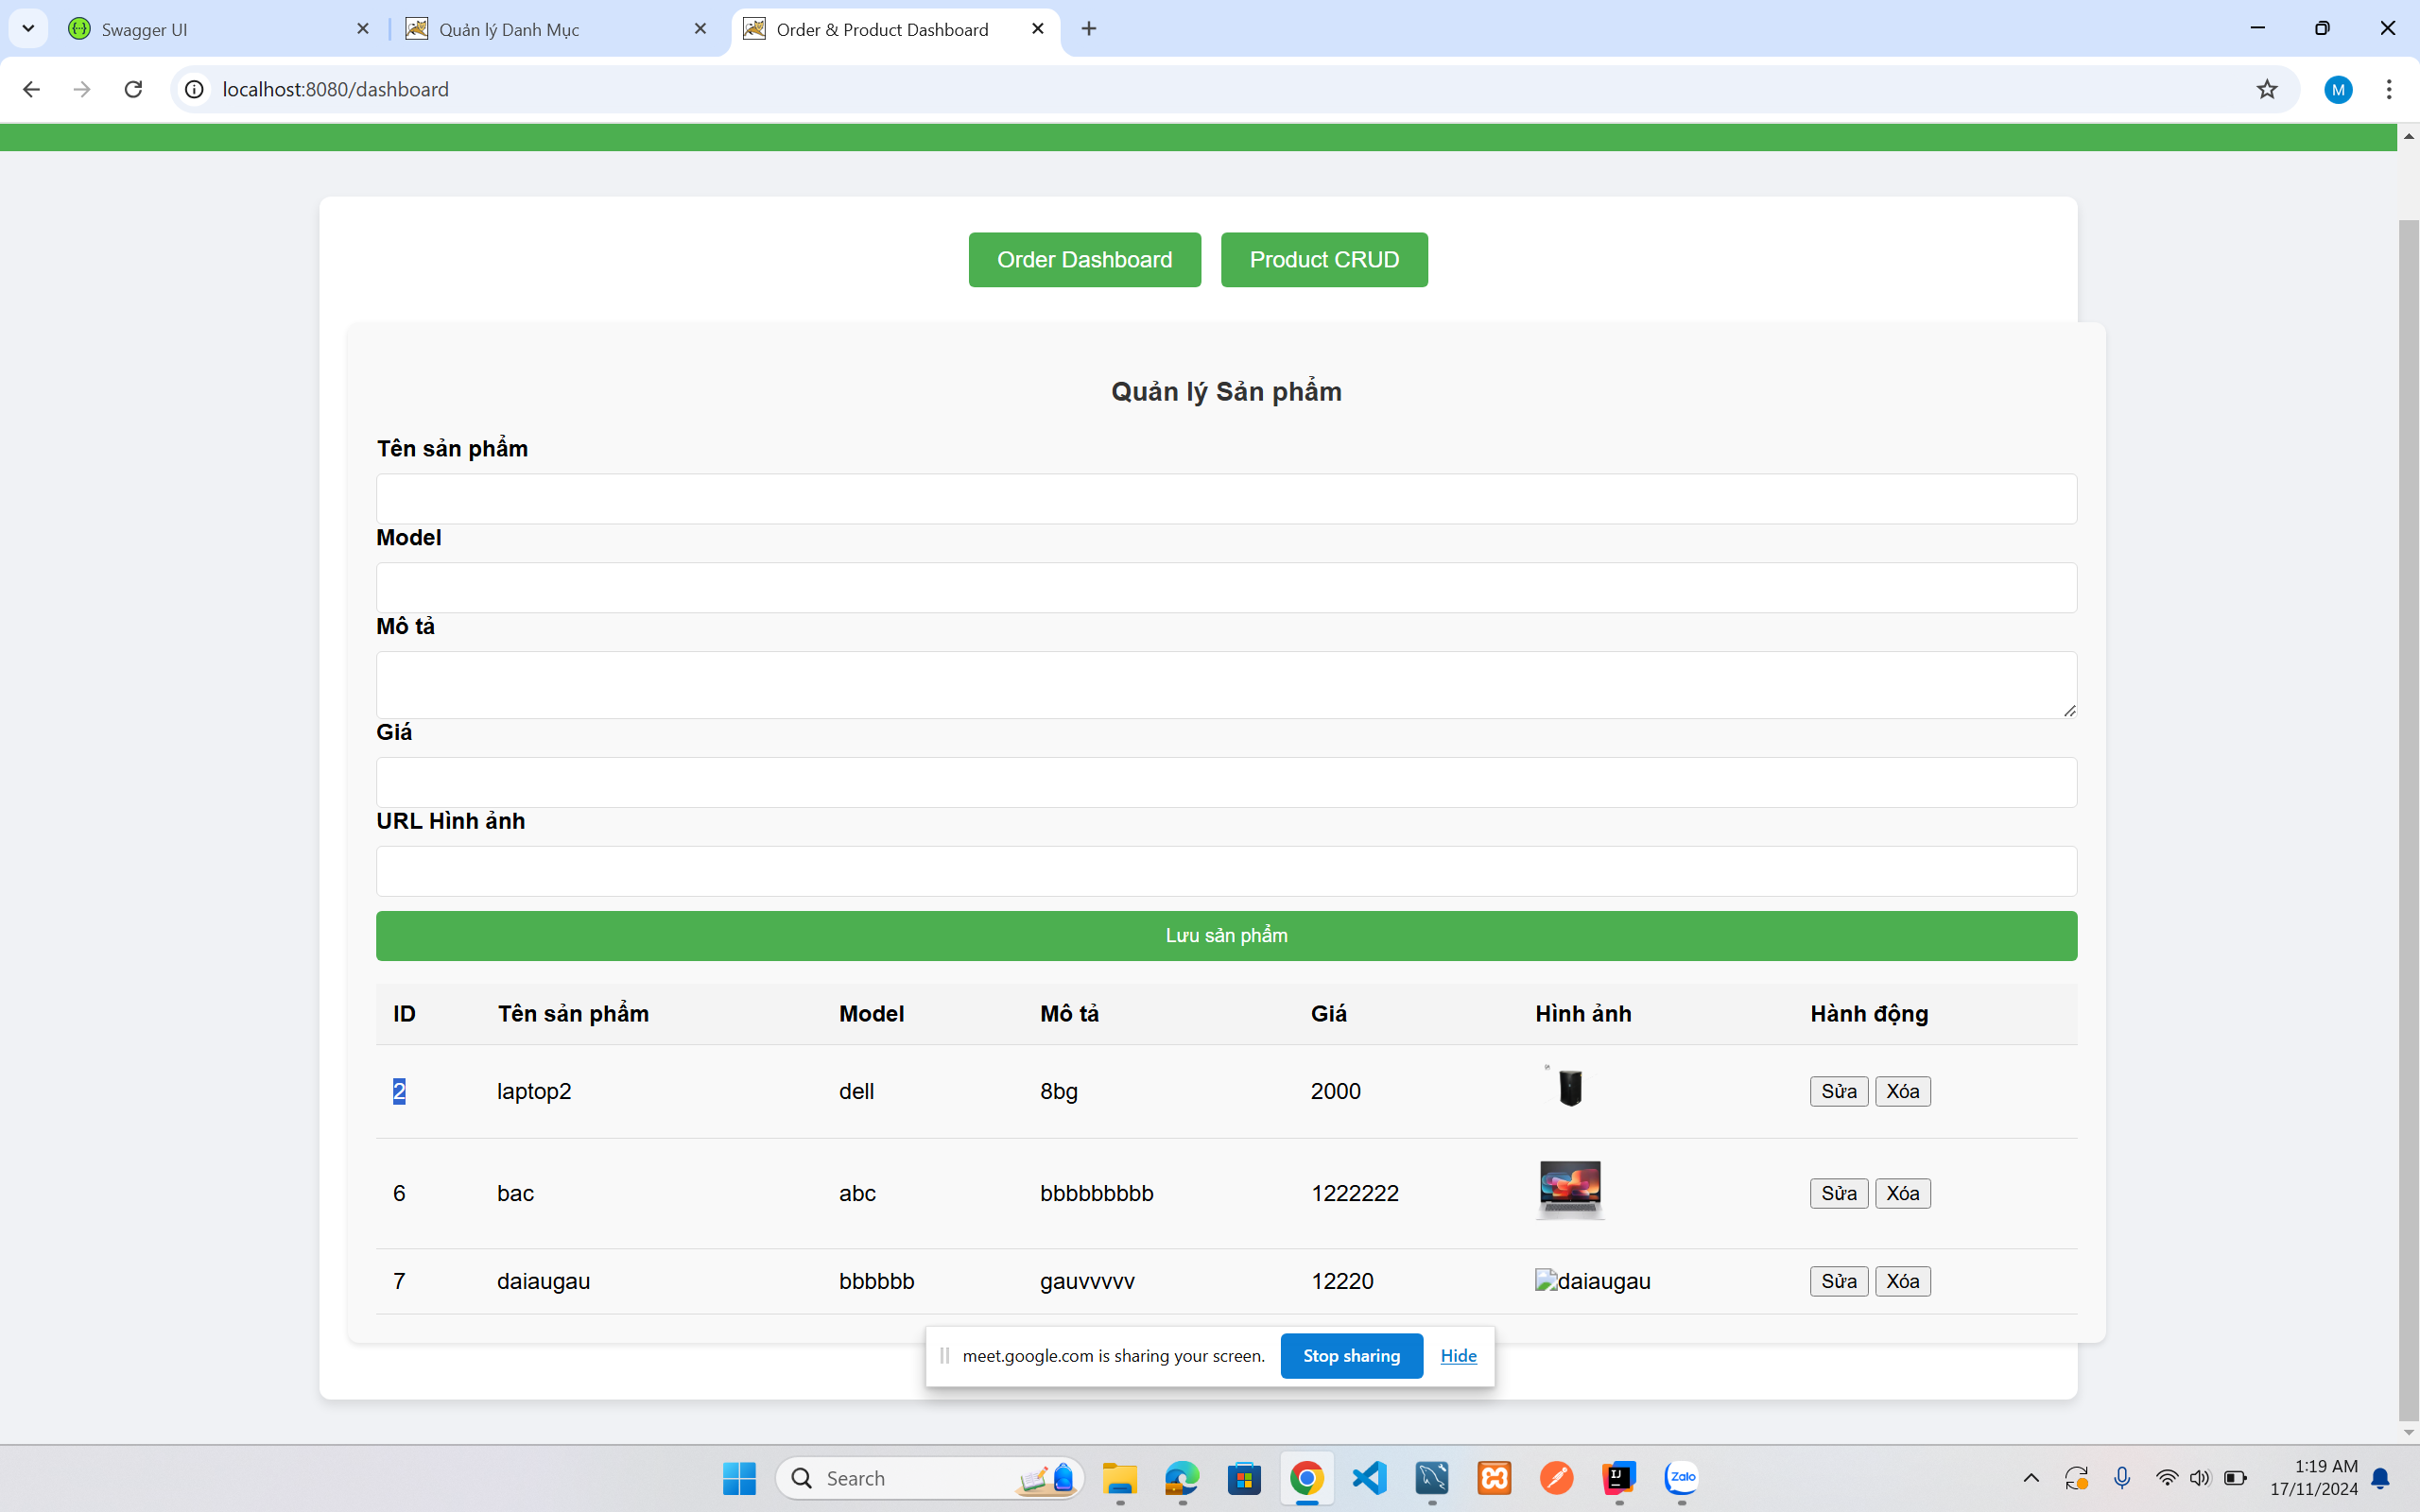 Swagger UI
Quản lý Danh Mục
Order & Product Dashboard
localhost:8080/dashboard
M
Order Dashboard
Product CRUD
Quản lý Sản phẩm
Tên sản phẩm
Model
Mô tả
Giá
URL Hình ảnh
Lưu sản phẩm
ID Tên sản phẩm Model Mô tả Giá Hình ảnh Hành động
2 laptop2 dell 8bg 2000 Sửa Xóa
6 bac abc bbbbbbbbb 1222222 Sửa Xóa
7 daiaugau bbbbbb gauvvvvv 12220 daiaugau Sửa Xóa
meet.google.com is sharing your screen. Stop sharing Hide
Search
IJ
Zalo
1:19 AM
17/11/2024